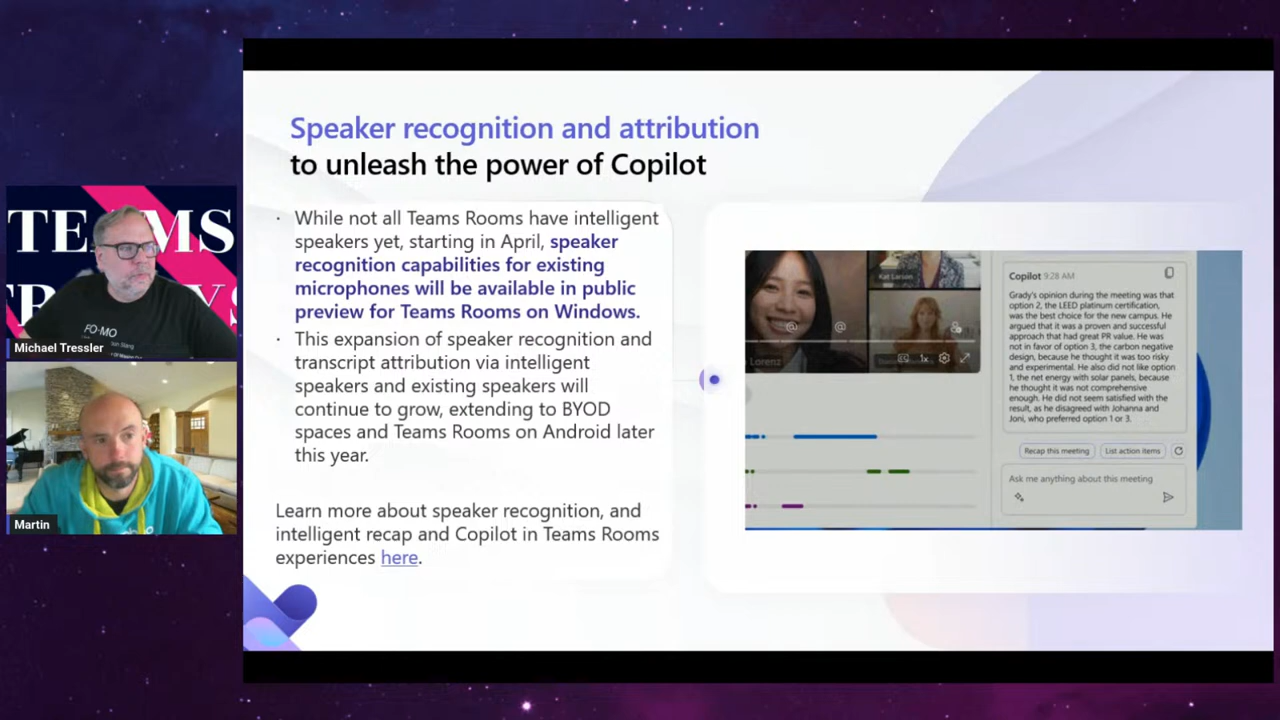 Speaker recognition and attribution
to unleash the power of Copilot
· While not all Teams Rooms have intelligent
speakers yet, starting in April, speaker
recognition capabilities for existing
microphones will be available in public
preview for Teams Rooms on Windows.
· This expansion of speaker recognition and
transcript attribution via intelligent
speakers and existing speakers will
continue to grow, extending to BYOD
spaces and Teams Rooms on Android later
this year.
Learn more about speaker recognition, and
intelligent recap and Copilot in Teams Rooms
experiences here.
Kat Larson
Lorenz
1x
Copilot 9:28 AM
Grady's opinion during the meeting was that
option 2, the LEED platinum certification,
was the best choice for the new campus. He
argued that it was a proven and successful
approach that had great PR value. He was
not in favor of option 3, the carbon negative
design, because he thought it was too risky
and experimental. He also did not like option
1, the net energy with solar panels, because
he thought it was not comprehensive
enough. He did not seem satisfied with the
result, as he disagreed with Johanna and
Joni, who preferred option 1 or 3.
Recap this meeting
List action items
Ask me anything about this meeting
TE MS
FO·MO
Michael Tressler
Martin